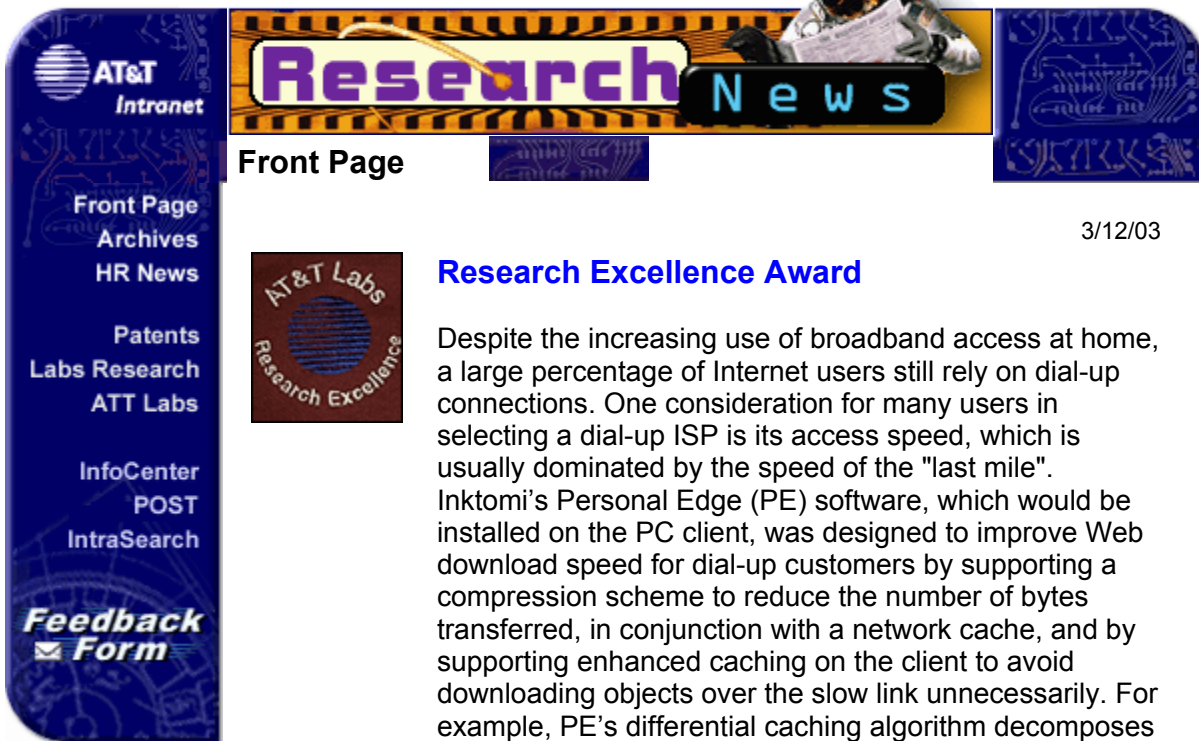 AT&T
Intranet
Research News
Front Page
Front Page
Archives
HR News
Patents
Labs Research
ATT Labs
InfoCenter
POST
IntraSearch
Feedback
Form
3/12/03
AT&T Labs
Research Excellence
Research Excellence Award
Despite the increasing use of broadband access at home,
a large percentage of Internet users still rely on dial-up
connections. One consideration for many users in
selecting a dial-up ISP is its access speed, which is
usually dominated by the speed of the "last mile".
Inktomi’s Personal Edge (PE) software, which would be
installed on the PC client, was designed to improve Web
download speed for dial-up customers by supporting a
compression scheme to reduce the number of bytes
transferred, in conjunction with a network cache, and by
supporting enhanced caching on the client to avoid
downloading objects over the slow link unnecessarily. For
example, PE’s differential caching algorithm decomposes